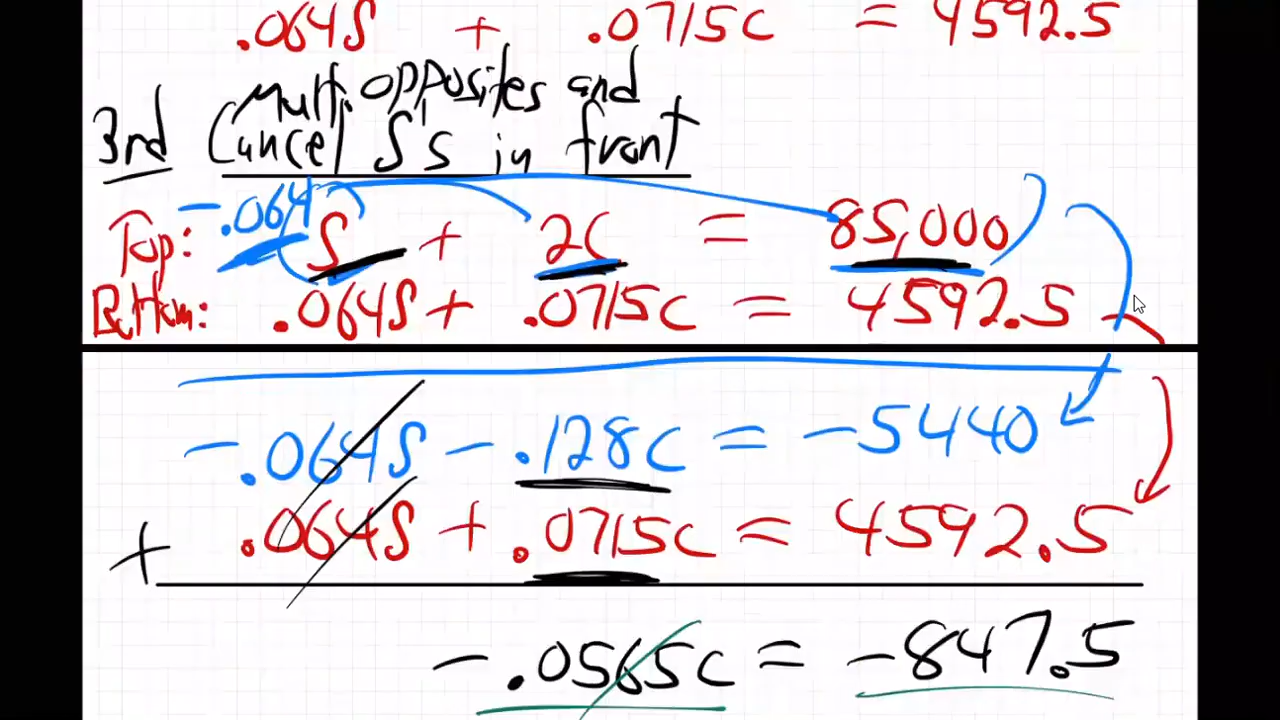 .064S + .0715C = 4592.5
Mult. opposites and
3rd Cancel S's in front
-.064
Top: ( S + 2C = 85,000 )
Bottom: .064S + .0715C = 4592.5
-.064S - .128C = -5440
+ .064S + .0715C = 4592.5
-.0565C = -847.5